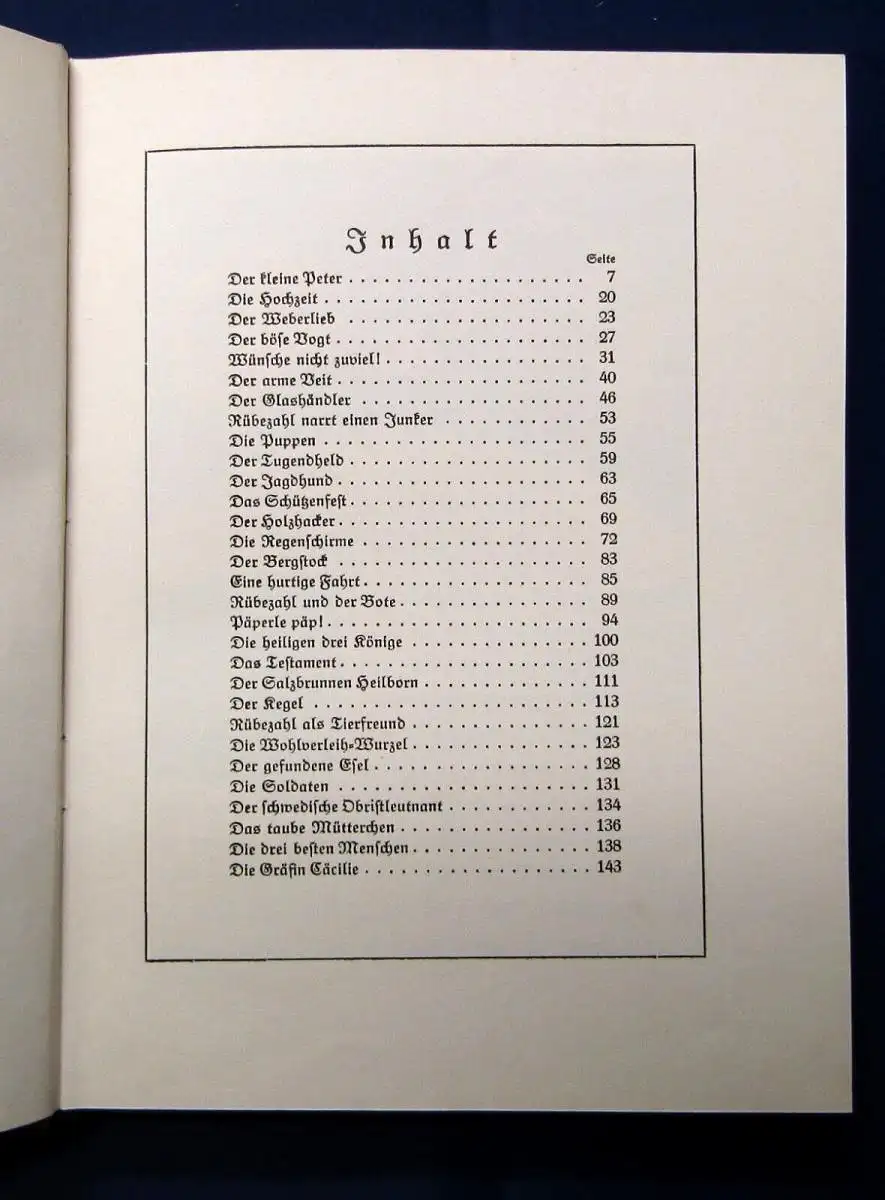 Inhalt
Seite
Der kleine Peter . . . . . . . . . . . . . . . . . . . . 7
Die Hochzeit . . . . . . . . . . . . . . . . . . . . . . 20
Der Weberlieb . . . . . . . . . . . . . . . . . . . . 23
Der böse Vogt . . . . . . . . . . . . . . . . . . . . . 27
Wünsche nicht zuviel! . . . . . . . . . . . . . . . . . 31
Der arme Veit . . . . . . . . . . . . . . . . . . . . . 40
Der Glashändler . . . . . . . . . . . . . . . . . . . 46
Rübezahl narrt einen Junker . . . . . . . . . . . . 53
Die Puppen . . . . . . . . . . . . . . . . . . . . . . 55
Der Tugendheld . . . . . . . . . . . . . . . . . . . . 59
Der Jagdhund . . . . . . . . . . . . . . . . . . . . . 63
Das Schützenfest . . . . . . . . . . . . . . . . . . . . 65
Der Holzhacker . . . . . . . . . . . . . . . . . . . . . 69
Die Regenschirme . . . . . . . . . . . . . . . . . . . 72
Der Bergstock . . . . . . . . . . . . . . . . . . . . . 83
Eine hurtige Fahrt . . . . . . . . . . . . . . . . . . . 85
Rübezahl und der Bote . . . . . . . . . . . . . . . . 89
Päperle päp! . . . . . . . . . . . . . . . . . . . . . . 94
Die heiligen drei Könige . . . . . . . . . . . . . . . 100
Das Testament . . . . . . . . . . . . . . . . . . . . . 103
Der Salzbrunnen Heilborn . . . . . . . . . . . . . . 111
Der Kegel . . . . . . . . . . . . . . . . . . . . . . . 113
Rübezahl als Tierfreund . . . . . . . . . . . . . . . 121
Die Wohlverleih-Wurzel . . . . . . . . . . . . . . . 123
Der gefundene Esel . . . . . . . . . . . . . . . . . . 128
Die Soldaten . . . . . . . . . . . . . . . . . . . . . 131
Der schwedische Obristleutnant . . . . . . . . . . . . 134
Das taube Mütterchen . . . . . . . . . . . . . . . . 136
Die drei besten Menschen . . . . . . . . . . . . . . . 138
Die Gräfin Cäcilie . . . . . . . . . . . . . . . . . . . 143